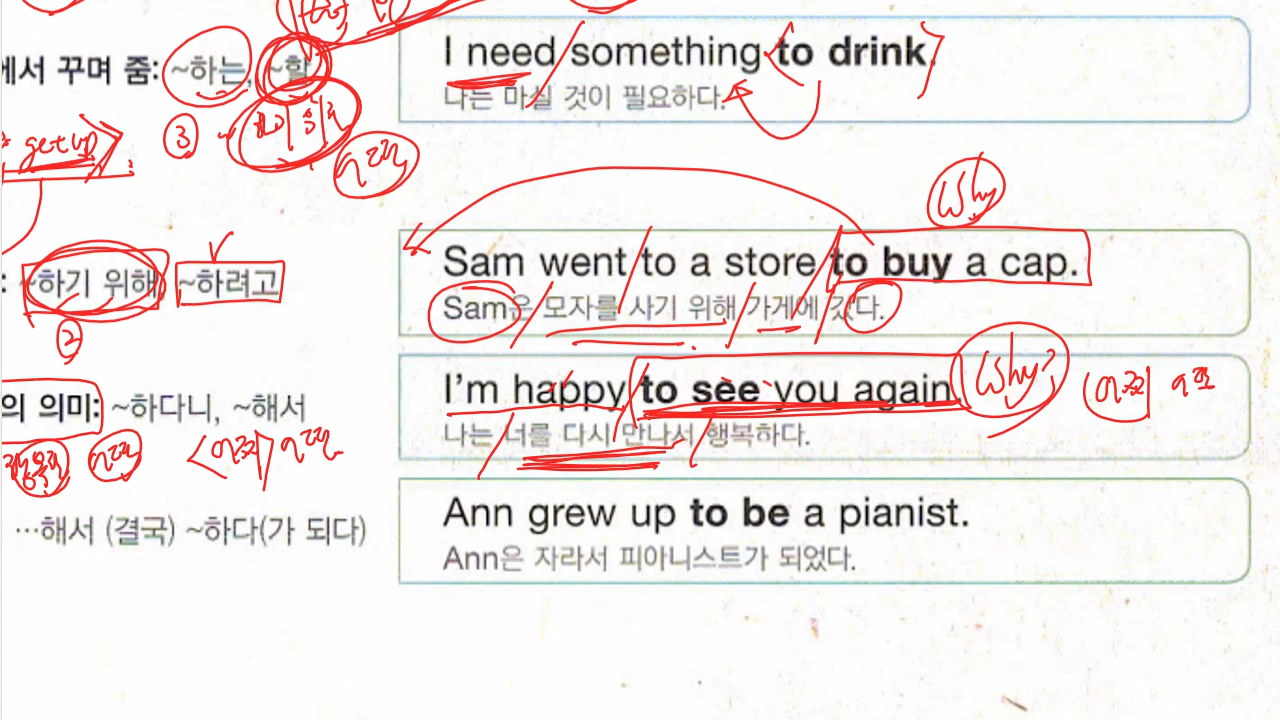 I need something to drink.
에서 꾸며 줌: ~하는, ~할
나는 마실 것이 필요하다.
③
get up
Why
Sam went to a store to buy a cap.
~하기 위해, ~하려고
Sam은 모자를 사기 위해 가게에 갔다.
②
Why?
I'm happy to see you again.
의 의미: ~하다니, ~해서
나는 너를 다시 만나서 행복하다.
Ann grew up to be a pianist.
…해서 (결국) ~하다(가 되다)
Ann은 자라서 피아니스트가 되었다.